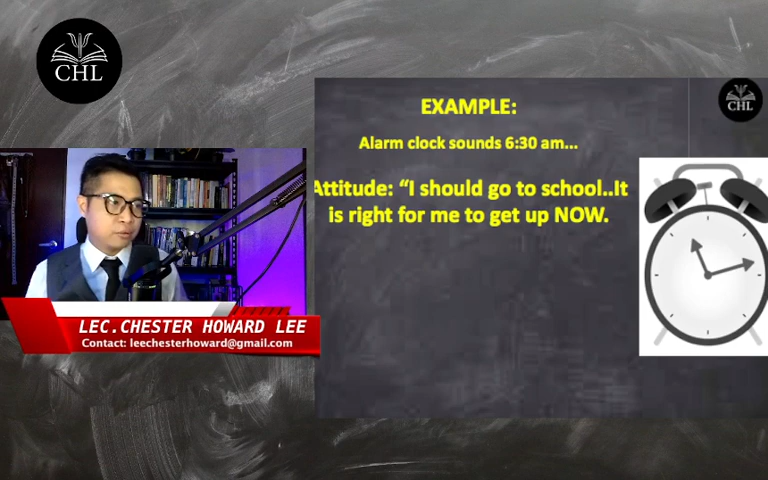 CHL
EXAMPLE:
CHL
Alarm clock sounds 6:30 am...
Attitude: “I should go to school..It
is right for me to get up NOW.
LEC.CHESTER HOWARD LEE
Contact: leechesterhoward@gmail.com